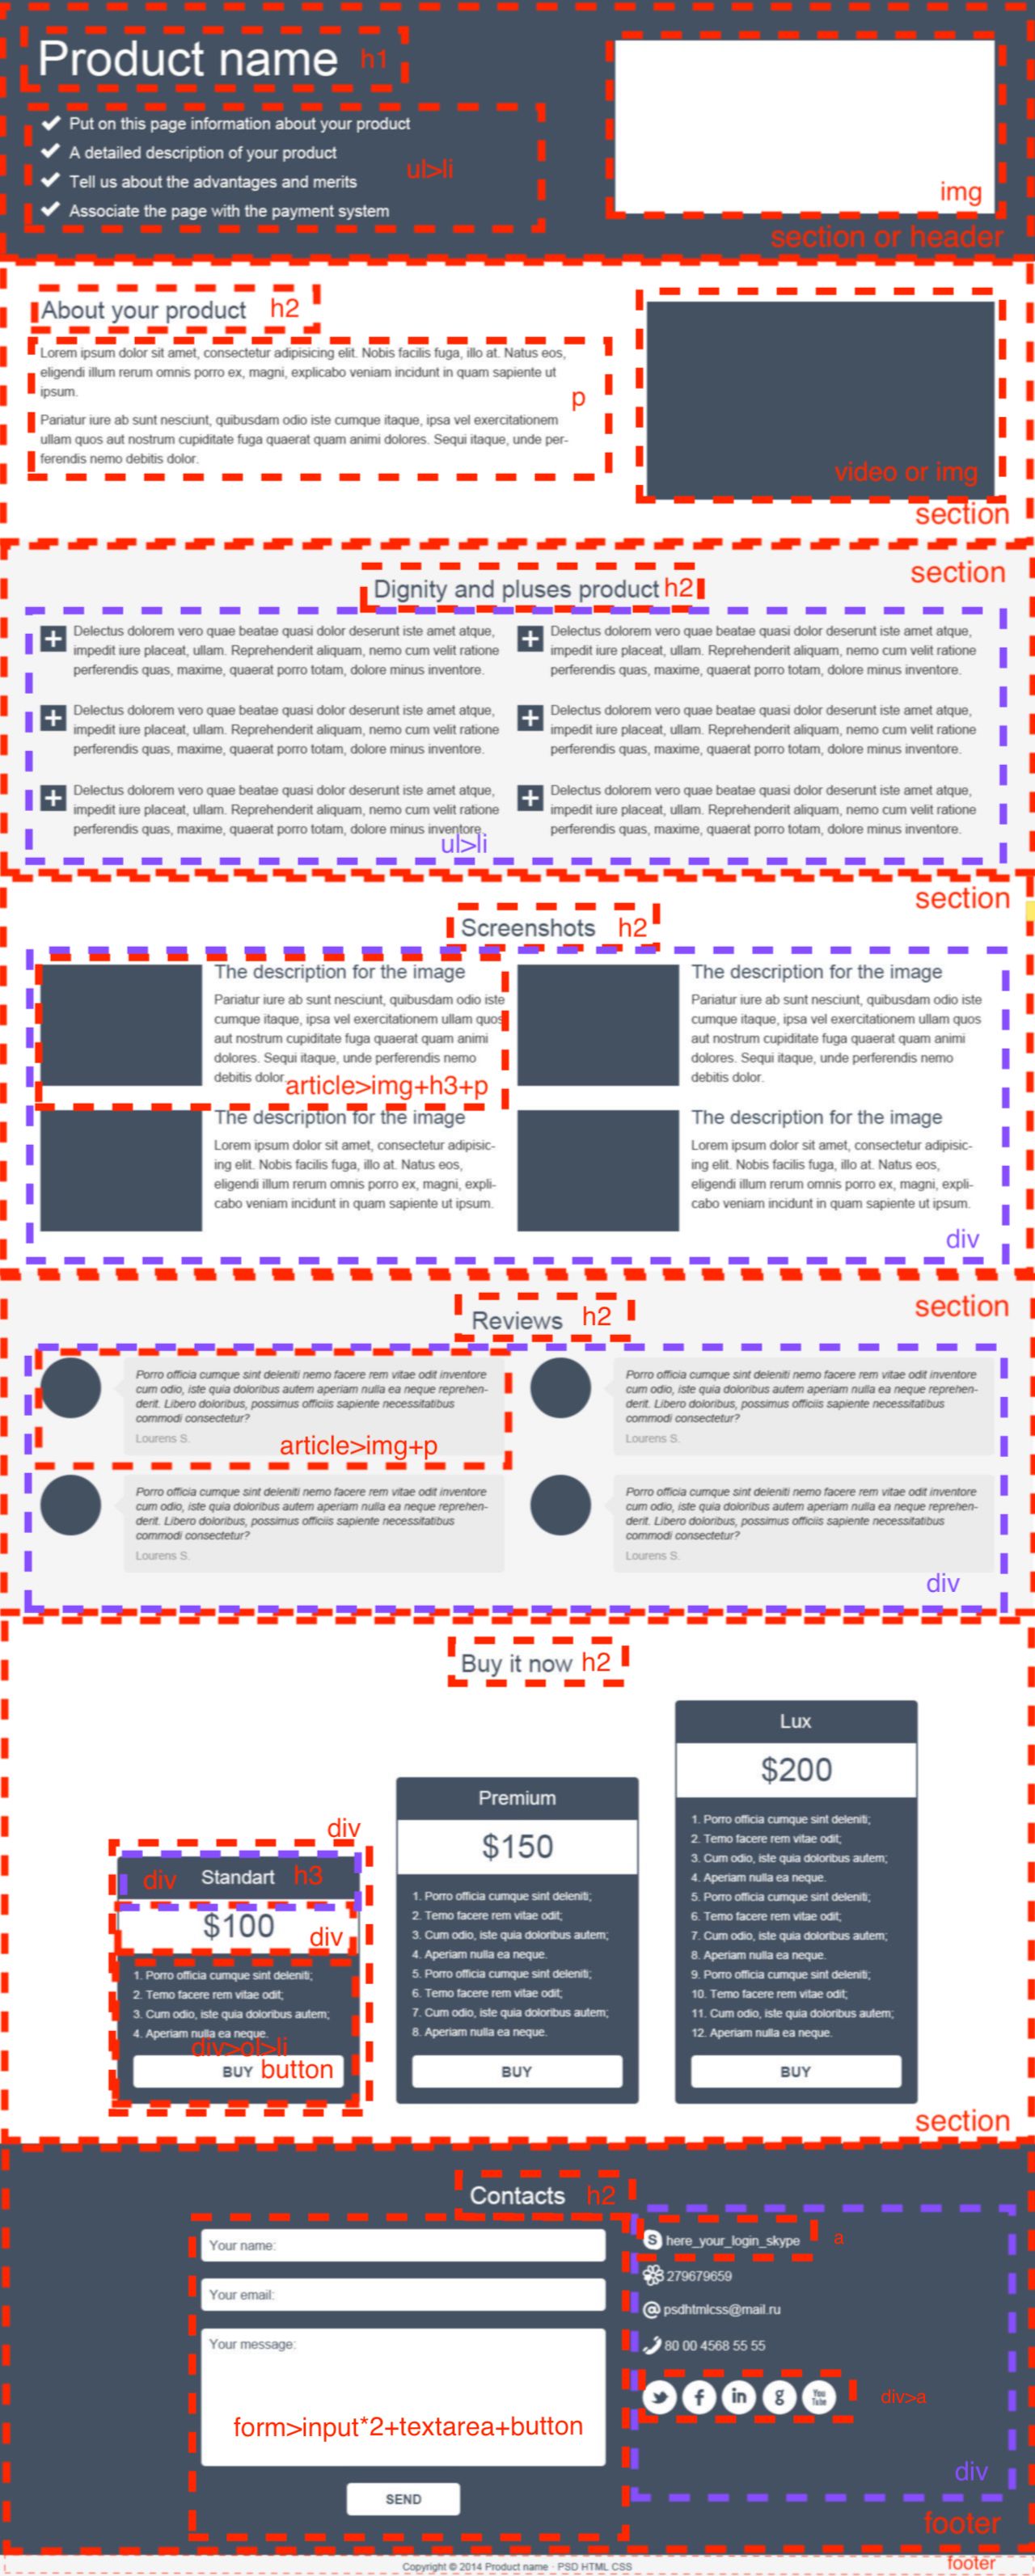 Product name h1
Put on this page information about your product
A detailed description of your product
Tell us about the advantages and merits
ul>li
Associate the page with the payment system
img
section or header
About your product h2
Lorem ipsum dolor sit amet, consectetur adipisicing elit. Nobis facilis fuga, illo at. Natus eos,
eligendi illum rerum omnis porro ex, magni, explicabo veniam incidunt in quam sapiente ut
ipsum.
p
Pariatur iure ab sunt nesciunt, quibusdam odio iste cumque itaque, ipsa vel exercitationem
ullam quos aut nostrum cupiditate fuga quaerat quam animi dolores. Sequi itaque, unde per-
ferendis nemo debitis dolor.
video or img
section
section
Dignity and pluses product h2
Delectus dolorem vero quae beatae quasi dolor deserunt iste amet atque,
impedit iure placeat, ullam. Reprehenderit aliquam, nemo cum velit ratione
perferendis quas, maxime, quaerat porro totam, dolore minus inventore.
Delectus dolorem vero quae beatae quasi dolor deserunt iste amet atque,
impedit iure placeat, ullam. Reprehenderit aliquam, nemo cum velit ratione
perferendis quas, maxime, quaerat porro totam, dolore minus inventore.
Delectus dolorem vero quae beatae quasi dolor deserunt iste amet atque,
impedit iure placeat, ullam. Reprehenderit aliquam, nemo cum velit ratione
perferendis quas, maxime, quaerat porro totam, dolore minus inventore.
Delectus dolorem vero quae beatae quasi dolor deserunt iste amet atque,
impedit iure placeat, ullam. Reprehenderit aliquam, nemo cum velit ratione
perferendis quas, maxime, quaerat porro totam, dolore minus inventore.
Delectus dolorem vero quae beatae quasi dolor deserunt iste amet atque,
impedit iure placeat, ullam. Reprehenderit aliquam, nemo cum velit ratione
perferendis quas, maxime, quaerat porro totam, dolore minus inventore.
Delectus dolorem vero quae beatae quasi dolor deserunt iste amet atque,
impedit iure placeat, ullam. Reprehenderit aliquam, nemo cum velit ratione
perferendis quas, maxime, quaerat porro totam, dolore minus inventore.
ul>li
section
Screenshots h2
The description for the image
Pariatur iure ab sunt nesciunt, quibusdam odio iste
cumque itaque, ipsa vel exercitationem ullam quos
aut nostrum cupiditate fuga quaerat quam animi
dolores. Sequi itaque, unde perferendis nemo
debitis dolor.
article>img+h3+p
The description for the image
Pariatur iure ab sunt nesciunt, quibusdam odio iste
cumque itaque, ipsa vel exercitationem ullam quos
aut nostrum cupiditate fuga quaerat quam animi
dolores. Sequi itaque, unde perferendis nemo
debitis dolor.
The description for the image
Lorem ipsum dolor sit amet, consectetur adipisic-
ing elit. Nobis facilis fuga, illo at. Natus eos,
eligendi illum rerum omnis porro ex, magni, expli-
cabo veniam incidunt in quam sapiente ut ipsum.
The description for the image
Lorem ipsum dolor sit amet, consectetur adipisic-
ing elit. Nobis facilis fuga, illo at. Natus eos,
eligendi illum rerum omnis porro ex, magni, expli-
cabo veniam incidunt in quam sapiente ut ipsum.
div
section
Reviews h2
Porro officia cumque sint deleniti nemo facere rem vitae odit inventore
cum odio, iste quia doloribus autem aperiam nulla ea neque reprehen-
derit. Libero doloribus, possimus officiis sapiente necessitatibus
commodi consectetur?
Lourens S.
article>img+p
Porro officia cumque sint deleniti nemo facere rem vitae odit inventore
cum odio, iste quia doloribus autem aperiam nulla ea neque reprehen-
derit. Libero doloribus, possimus officiis sapiente necessitatibus
commodi consectetur?
Lourens S.
Porro officia cumque sint deleniti nemo facere rem vitae odit inventore
cum odio, iste quia doloribus autem aperiam nulla ea neque reprehen-
derit. Libero doloribus, possimus officiis sapiente necessitatibus
commodi consectetur?
Lourens S.
Porro officia cumque sint deleniti nemo facere rem vitae odit inventore
cum odio, iste quia doloribus autem aperiam nulla ea neque reprehen-
derit. Libero doloribus, possimus officiis sapiente necessitatibus
commodi consectetur?
Lourens S.
div
Buy it now h2
div
div Standart h3
$100
div
1. Porro officia cumque sint deleniti;
2. Temo facere rem vitae odit;
3. Cum odio, iste quia doloribus autem;
4. Aperiam nulla ea neque.
div>ol>li
BUY button
Premium
$150
1. Porro officia cumque sint deleniti;
2. Temo facere rem vitae odit;
3. Cum odio, iste quia doloribus autem;
4. Aperiam nulla ea neque.
5. Porro officia cumque sint deleniti;
6. Temo facere rem vitae odit;
7. Cum odio, iste quia doloribus autem;
8. Aperiam nulla ea neque.
BUY
Lux
$200
1. Porro officia cumque sint deleniti;
2. Temo facere rem vitae odit;
3. Cum odio, iste quia doloribus autem;
4. Aperiam nulla ea neque.
5. Porro officia cumque sint deleniti;
6. Temo facere rem vitae odit;
7. Cum odio, iste quia doloribus autem;
8. Aperiam nulla ea neque.
9. Porro officia cumque sint deleniti;
10. Temo facere rem vitae odit;
11. Cum odio, iste quia doloribus autem;
12. Aperiam nulla ea neque.
BUY
section
Contacts h2
Your name:
Your email:
Your message:
form>input*2+textarea+button
SEND
S here_your_login_skype a
279679659
@ psdhtmlcss@mail.ru
80 00 4568 55 55
f in g You Tube
div>a
div
footer
Copyright © 2014 Product name · PSD HTML CSS
footer